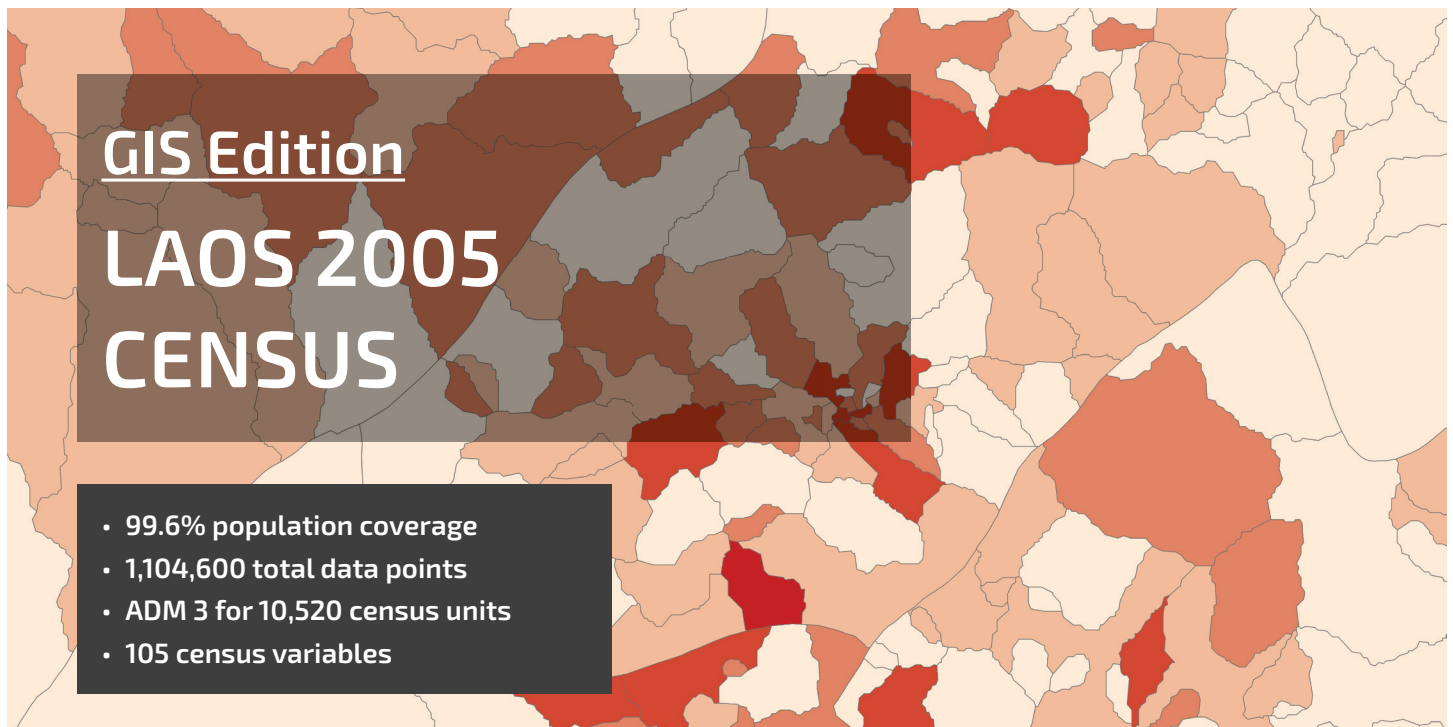 GIS Edition
LAOS 2005
CENSUS
• 99.6% population coverage
• 1,104,600 total data points
• ADM 3 for 10,520 census units
• 105 census variables